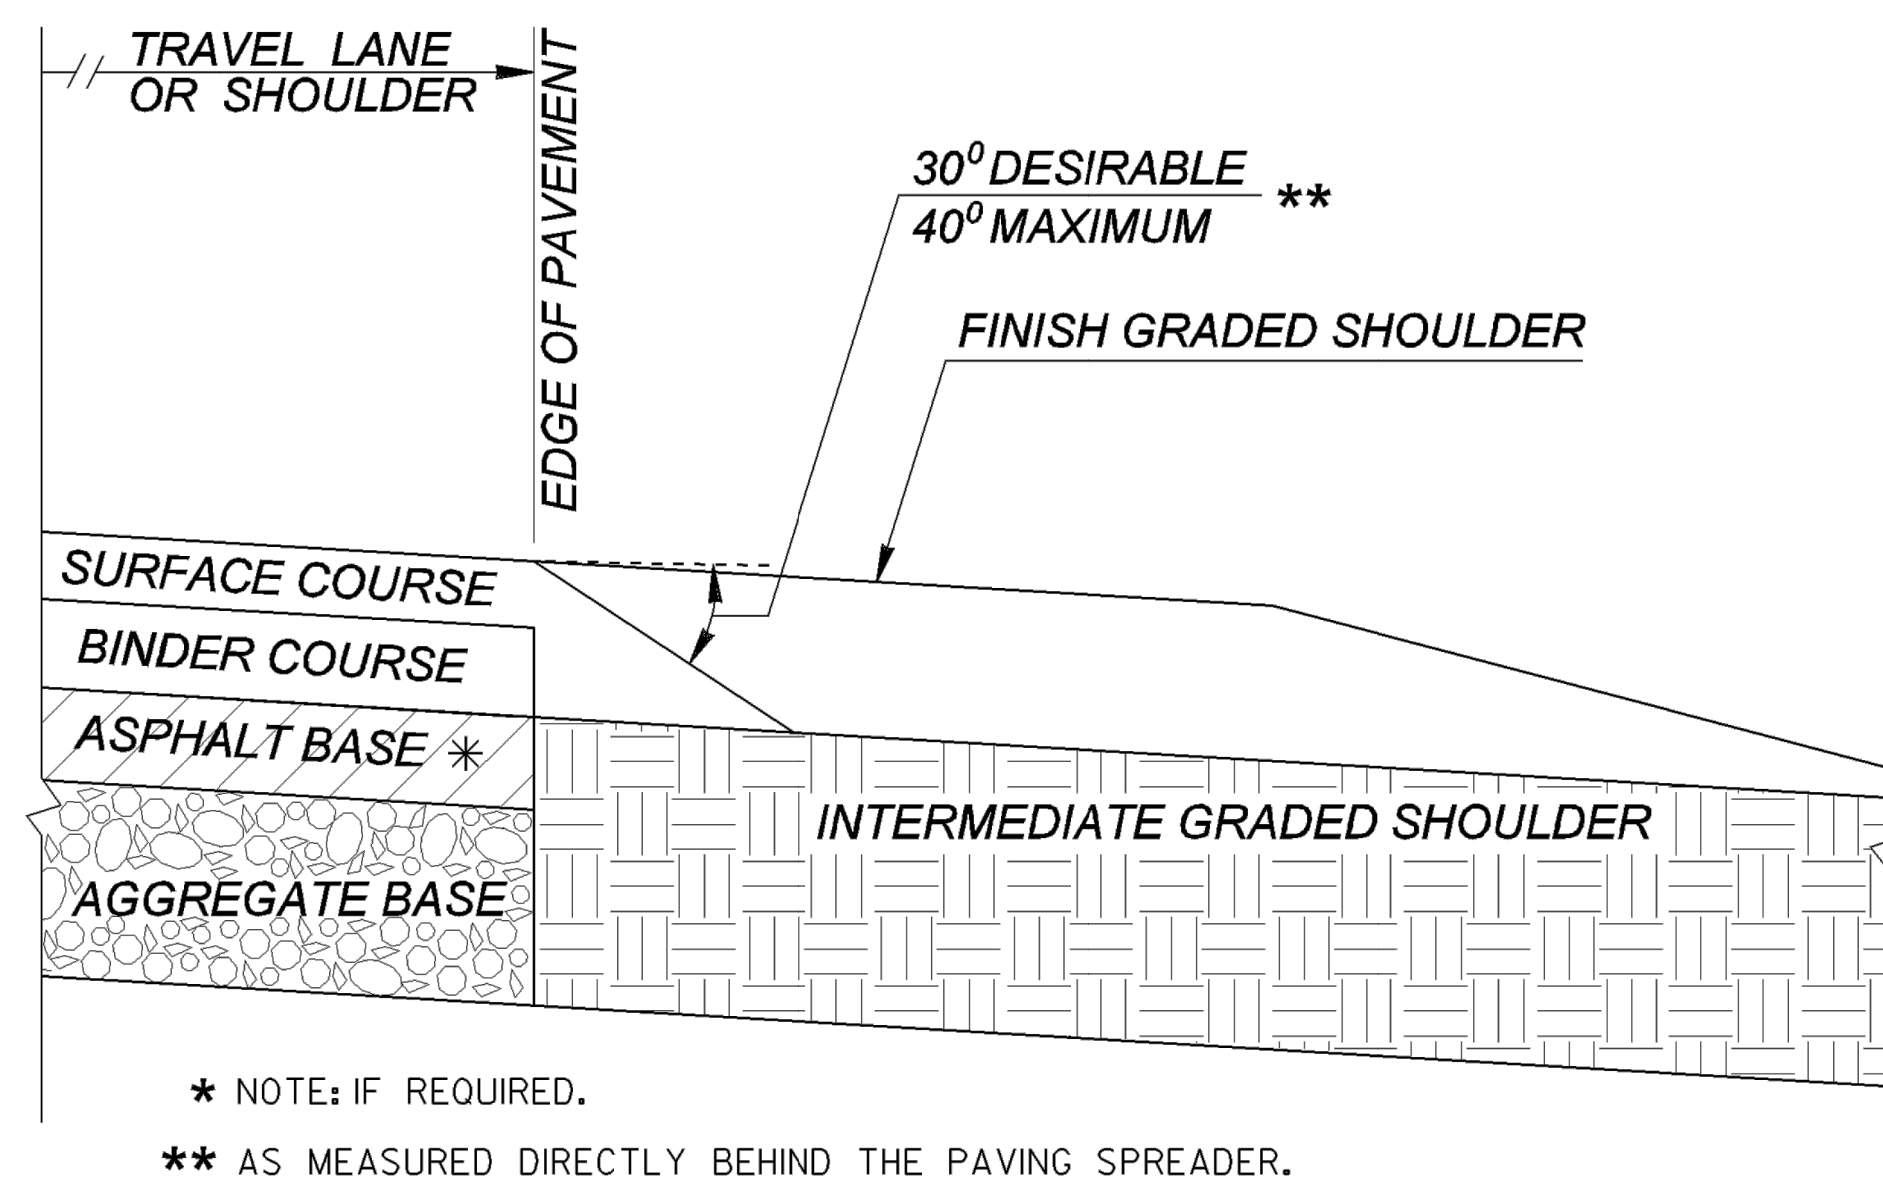 TRAVEL LANE
OR SHOULDER
EDGE OF PAVEMENT
30⁰ DESIRABLE
40⁰ MAXIMUM
**
FINISH GRADED SHOULDER
SURFACE COURSE
BINDER COURSE
ASPHALT BASE *
AGGREGATE BASE
INTERMEDIATE GRADED SHOULDER
* NOTE: IF REQUIRED.
** AS MEASURED DIRECTLY BEHIND THE PAVING SPREADER.